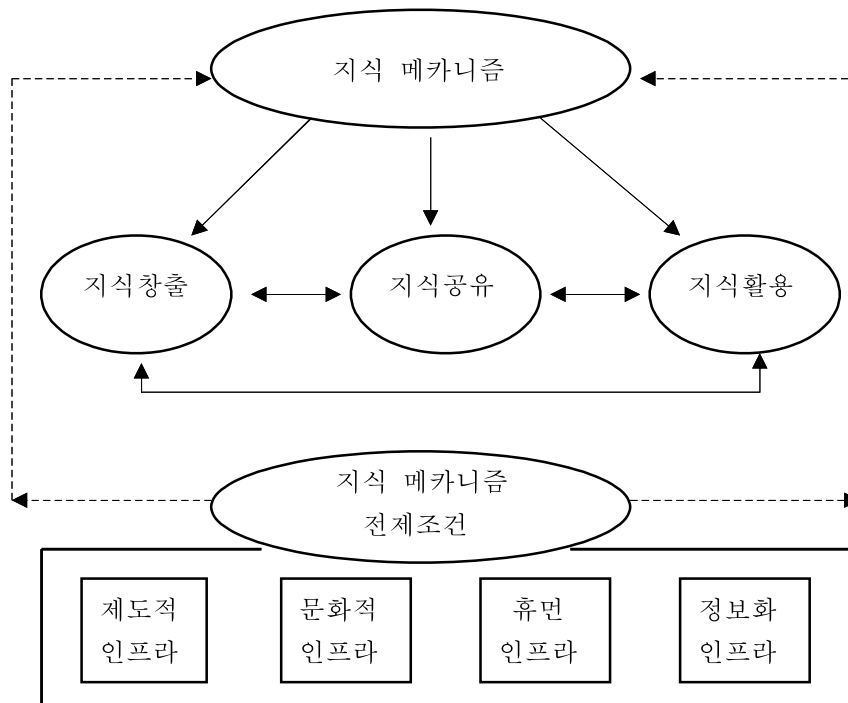 지식 메카니즘
지식창출
지식공유
지식활용
지식 메카니즘
전제조건
제도적
인프라
문화적
인프라
휴먼
인프라
정보화
인프라